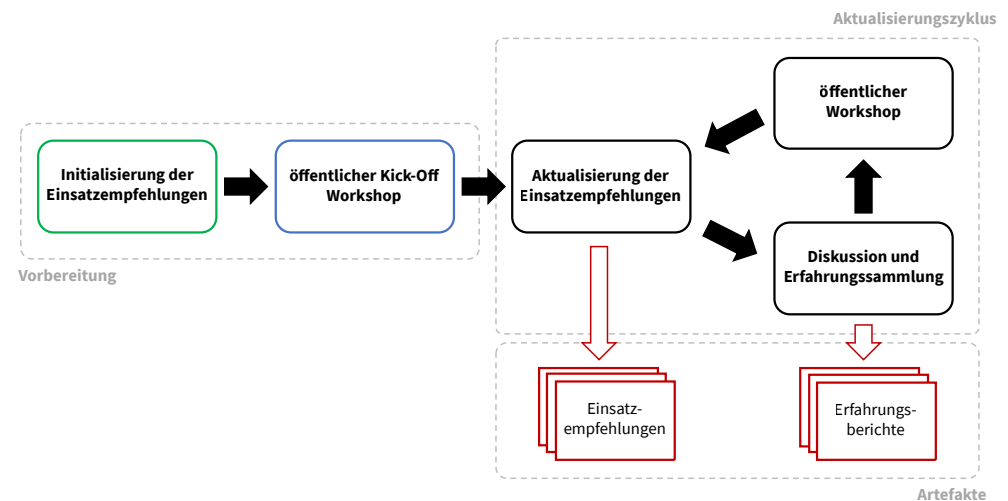 Aktualisierungszyklus
öffentlicher
Workshop
Initialisierung der
Einsatzempfehlungen
öffentlicher Kick-Off
Workshop
Aktualisierung der
Einsatzempfehlungen
Diskussion und
Erfahrungssammlung
Vorbereitung
Einsatz-
empfehlungen
Erfahrungs-
berichte
Artefakte